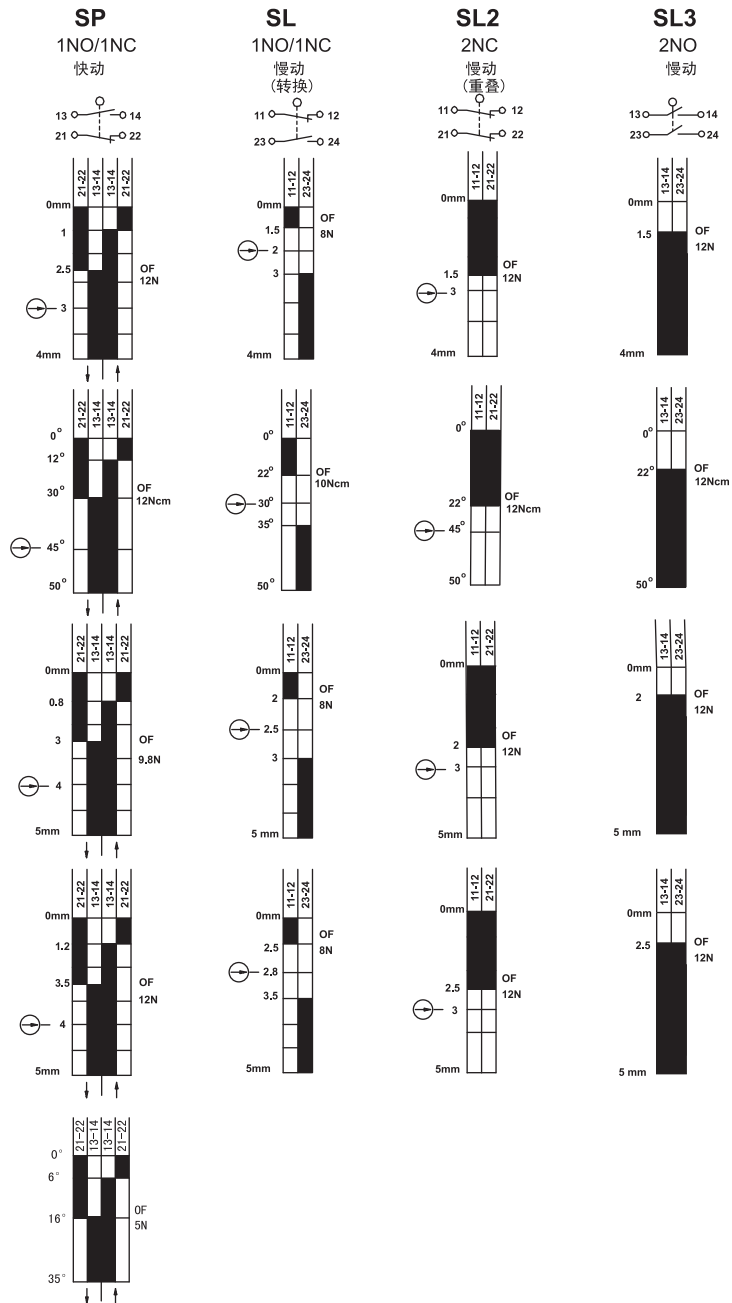 SP
1NO/1NC
快动
13 14
21 22
21-22 13-14 13-14 21-22
0mm
1
2.5
OF
12N
3
4mm
21-22 13-14 13-14 21-22
0°
12°
30°
OF
12Ncm
45°
50°
21-22 13-14 13-14 21-22
0mm
0.8
3
OF
9.8N
4
5mm
21-22 13-14 13-14 21-22
0mm
1.2
3.5
OF
12N
4
5mm
21-22 13-14 13-14 21-22
0°
6°
16°
OF
5N
35°
SL
1NO/1NC
慢动
(转换)
11 12
23 24
11-12 23-24
0mm
OF
8N
1.5
2
3
4mm
11-12 23-24
0°
22°
OF
10Ncm
30°
35°
50°
11-12 23-24
0mm
OF
8N
2
2.5
3
5 mm
11-12 23-24
0mm
OF
8N
2.5
2.8
3.5
5mm
SL2
2NC
慢动
(重叠)
11 12
21 22
11-12 21-22
0mm
OF
12N
1.5
3
4mm
11-12 21-22
0°
22°
OF
12Ncm
45°
50°
11-12 21-22
0mm
OF
12N
2
3
5mm
11-12 21-22
0mm
OF
12N
2.5
3
5mm
SL3
2NO
慢动
13 14
23 24
13-14 23-24
0mm
1.5
OF
12N
4mm
13-14 23-24
0°
22°
OF
12Ncm
50°
13-14 23-24
0mm
2
OF
12N
5 mm
13-14 23-24
0mm
2.5
OF
12N
5 mm